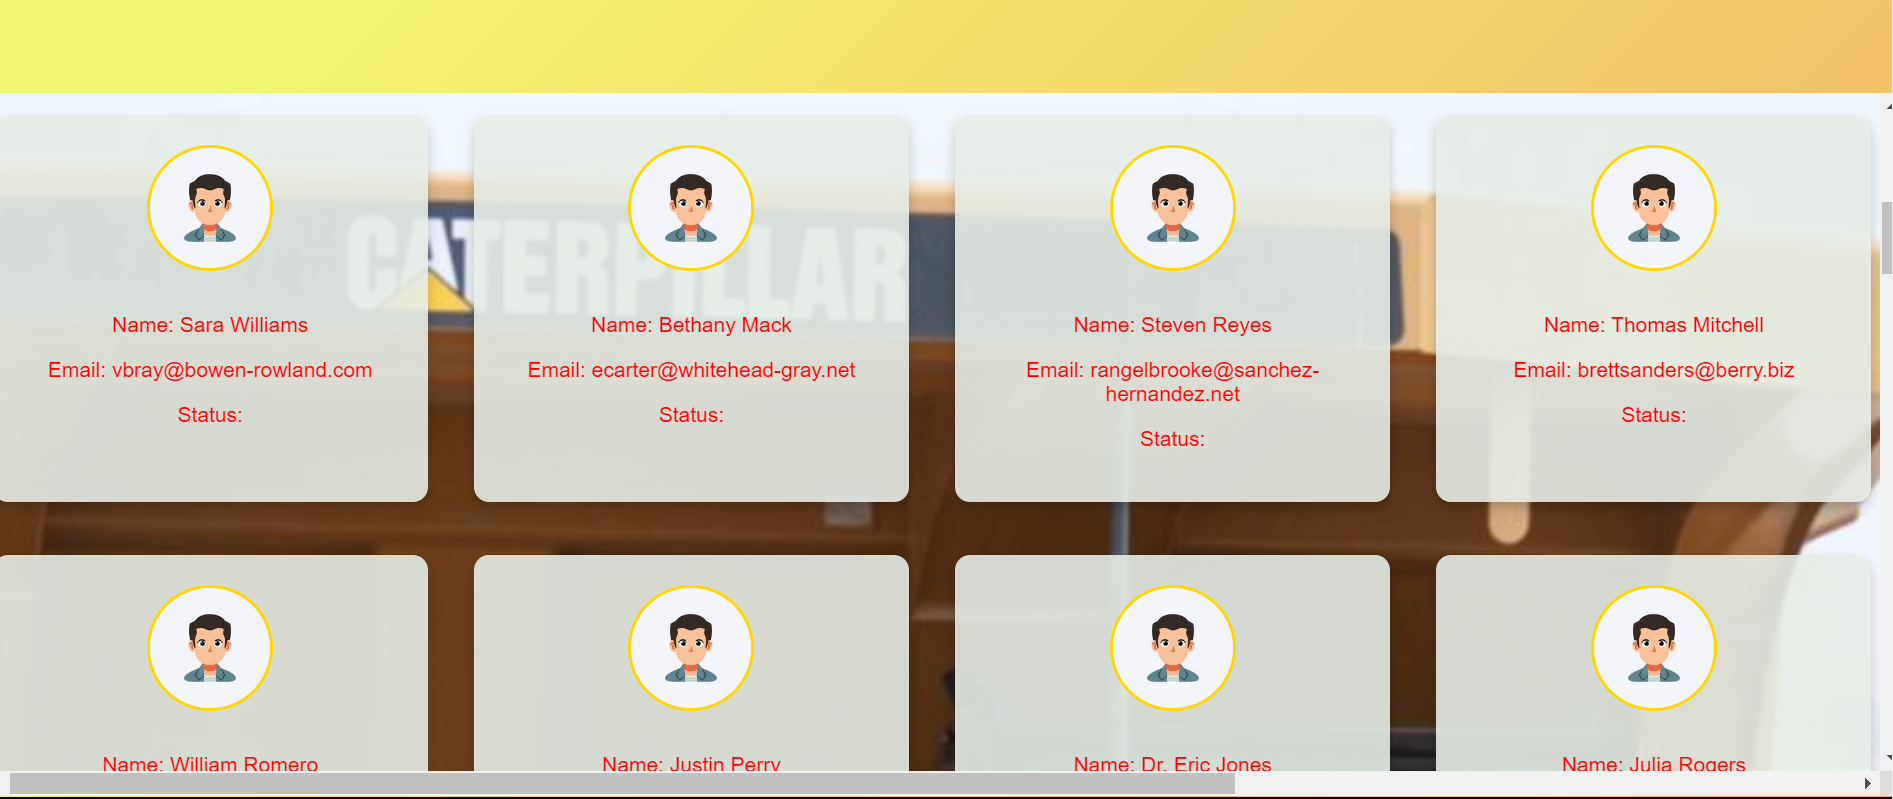 CATERPILLAR
Name: Sara Williams
Email: vbray@bowen-rowland.com
Status:
Name: Bethany Mack
Email: ecarter@whitehead-gray.net
Status:
Name: Steven Reyes
Email: rangelbrooke@sanchez-
hernandez.net
Status:
Name: Thomas Mitchell
Email: brettsanders@berry.biz
Status:
Name: William Romero
Name: Justin Perry
Name: Dr. Eric Jones
Name: Julia Rogers